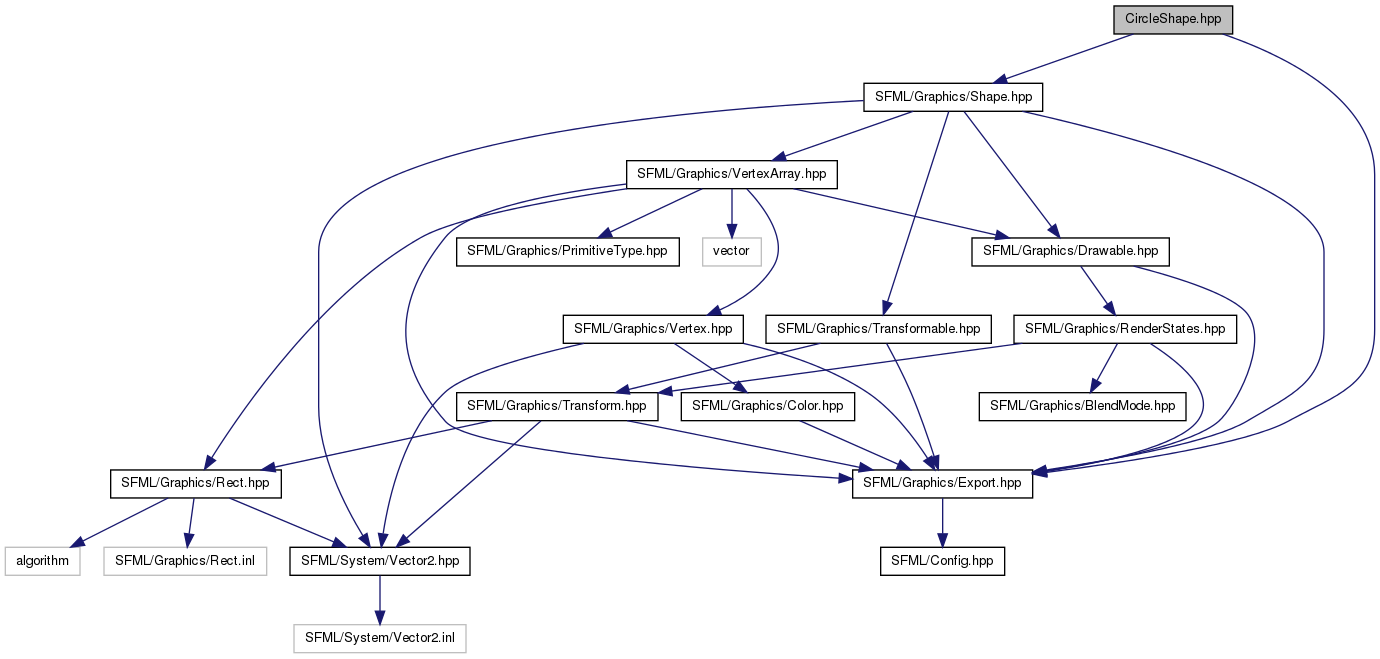 CircleShape.hpp
SFML/Graphics/Shape.hpp
SFML/Graphics/VertexArray.hpp
SFML/Graphics/PrimitiveType.hpp
vector
SFML/Graphics/Drawable.hpp
SFML/Graphics/Vertex.hpp
SFML/Graphics/Transformable.hpp
SFML/Graphics/RenderStates.hpp
SFML/Graphics/Transform.hpp
SFML/Graphics/Color.hpp
SFML/Graphics/BlendMode.hpp
SFML/Graphics/Rect.hpp
SFML/Graphics/Export.hpp
algorithm
SFML/Graphics/Rect.inl
SFML/System/Vector2.hpp
SFML/Config.hpp
SFML/System/Vector2.inl